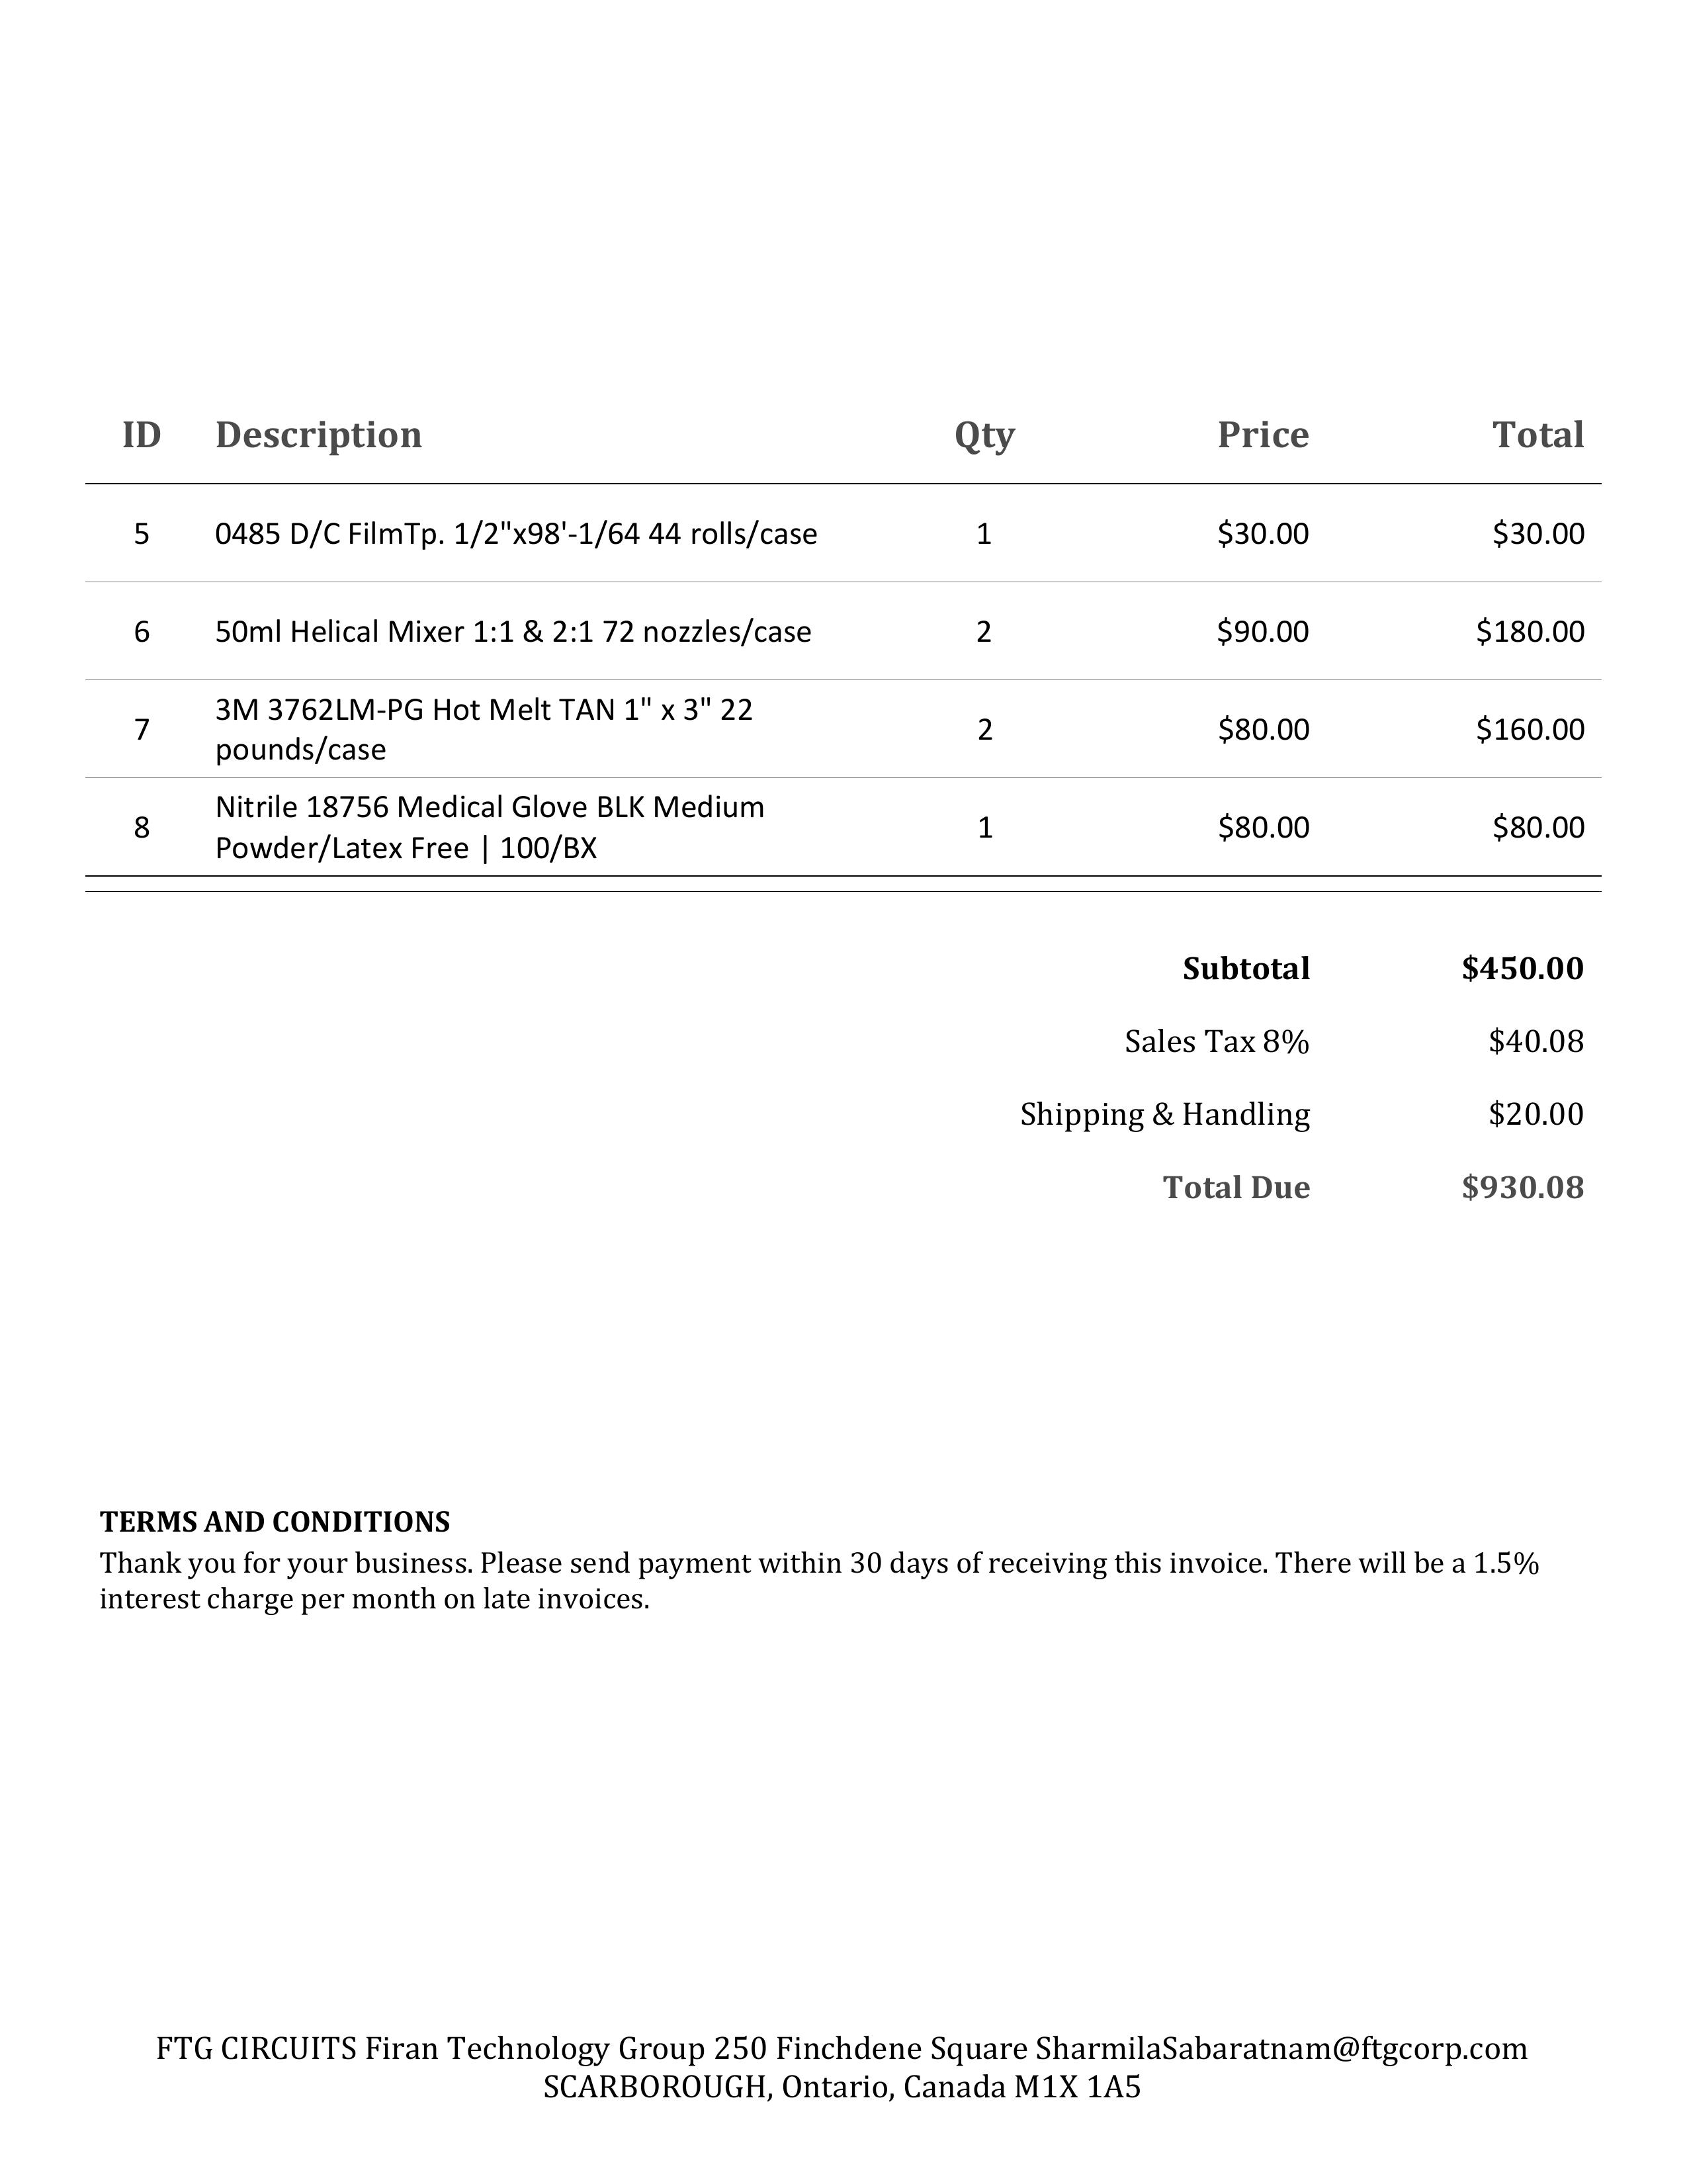 ID Description Qty Price Total
5 0485 D/C FilmTp. 1/2"x98'-1/64 44 rolls/case 1 $30.00 $30.00
6 50ml Helical Mixer 1:1 & 2:1 72 nozzles/case 2 $90.00 $180.00
7 3M 3762LM-PG Hot Melt TAN 1" x 3" 22
pounds/case 2 $80.00 $160.00
8 Nitrile 18756 Medical Glove BLK Medium
Powder/Latex Free | 100/BX 1 $80.00 $80.00
Subtotal $450.00
Sales Tax 8% $40.08
Shipping & Handling $20.00
Total Due $930.08
TERMS AND CONDITIONS
Thank you for your business. Please send payment within 30 days of receiving this invoice. There will be a 1.5%
interest charge per month on late invoices.
FTG CIRCUITS Firan Technology Group 250 Finchdene Square SharmilaSabaratnam@ftgcorp.com
SCARBOROUGH, Ontario, Canada M1X 1A5